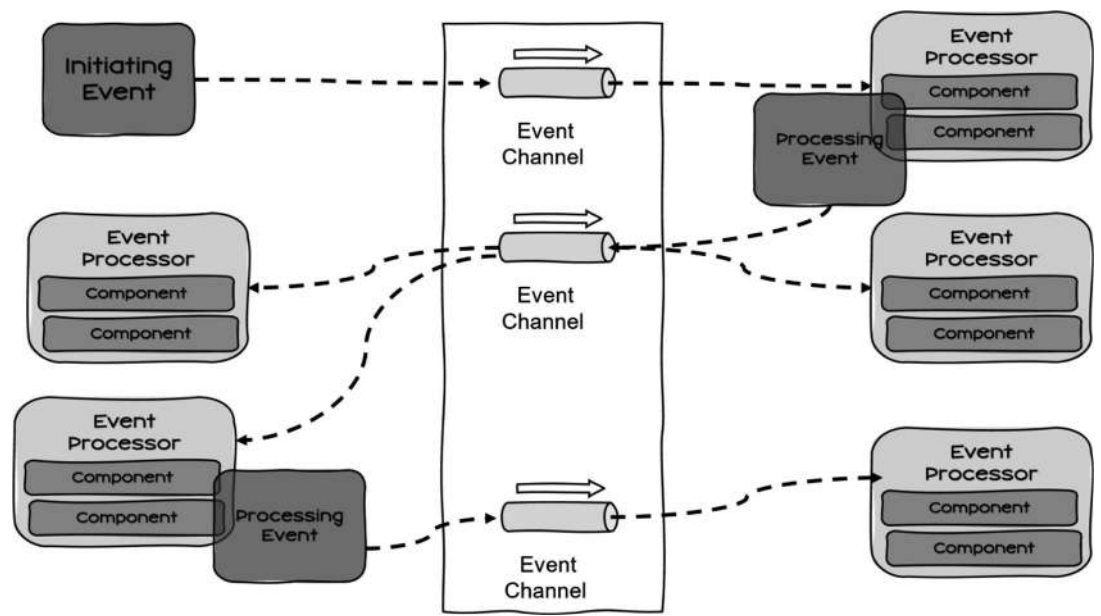 Initiating
Event
Event
Channel
Event
Processor
Component
Component
Processing
Event
Event
Processor
Component
Component
Event
Channel
Event
Processor
Component
Component
Event
Processor
Component
Component
Processing
Event
Event
Channel
Event
Processor
Component
Component